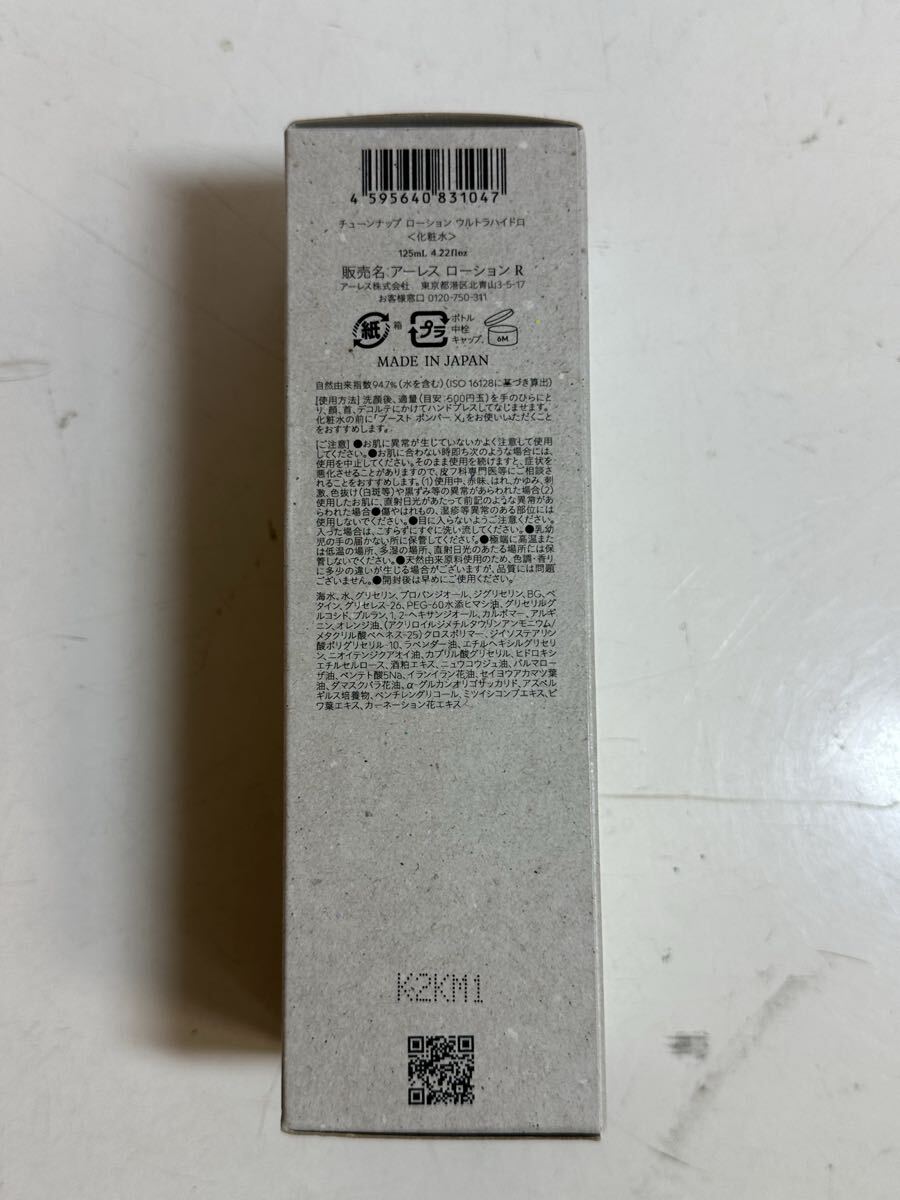 4 595640 831047
チューンナップ ローション ウルトラハイドロ
<化粧水>
125mL 4.22floz
販売名:アーレス ローション R
アーレス株式会社 東京都港区北青山3-5-17
お客様窓口 0120-750-311
紙 箱 プラ ボトル 中栓 キャップ 6M
MADE IN JAPAN
自然由来指数94.7%(水を含む)(ISO 16128に基づき算出)
[使用方法]洗顔後、適量(目安:500円玉)を手のひらにと
り、顔、首、デコルテにかけてハンドプレスしてなじませます。
化粧水の前に「ブースト ボンバー X」をお使いいただくこと
をおすすめします。
[ご注意]●お肌に異常が生じていないかよく注意して使用
してください。●お肌に合わない時即ち次のような場合には、
使用を中止してください。そのまま使用を続けますと、症状を
悪化させることがありますので、皮フ科専門医等にご相談さ
れることをおすすめします。(1)使用中、赤味、はれ、かゆみ、刺
激、色抜け(白斑等)や黒ずみ等の異常があらわれた場合(2)
使用したお肌に、直射日光があたって前記のような異常があ
らわれた場合●傷やはれもの、湿疹等異常のある部位には
使用しないでください。●目に入らないようご注意ください。
入った場合は、こすらずにすぐに洗い流してください。●乳幼
児の手の届かない所に保管してください。●極端に高温また
は低温の場所、多湿の場所、直射日光のあたる場所には保
管しないでください。●天然由来原料使用のため、色調・香り
に多少の違いが生じる場合がございますが、品質には問題
ございません。●開封後は早めにご使用ください。
海水、水、グリセリン、プロパンジオール、ジグリセリン、BG、ベ
タイン、グリセレス-26、PEG-60水添ヒマシ油、グリセリルグ
ルコシド、プルラン、1,2-ヘキサンジオール、カルボマー、アルギ
ニン、オレンジ油、(アクリロイルジメチルタウリンアンモニウム/
メタクリル酸ベヘネス-25)クロスポリマー、ジイソステアリン
酸ポリグリセリル-10、ラベンダー油、エチルヘキシルグリセリ
ン、ニオイテンジクアオイ油、カプリル酸グリセリル、ヒドロキシ
エチルセルロース、酒粕エキス、ニュウコウジュ油、パルマロー
ザ油、ペンテト酸5Na、イランイラン花油、セイヨウアカマツ葉
油、ダマスクバラ花油、α-グルカンオリゴサッカリド、アスペル
ギルス培養物、ペンチレングリコール、ミツイシコンブエキス、ビ
ワ葉エキス、カーネーション花エキス
K2KM1